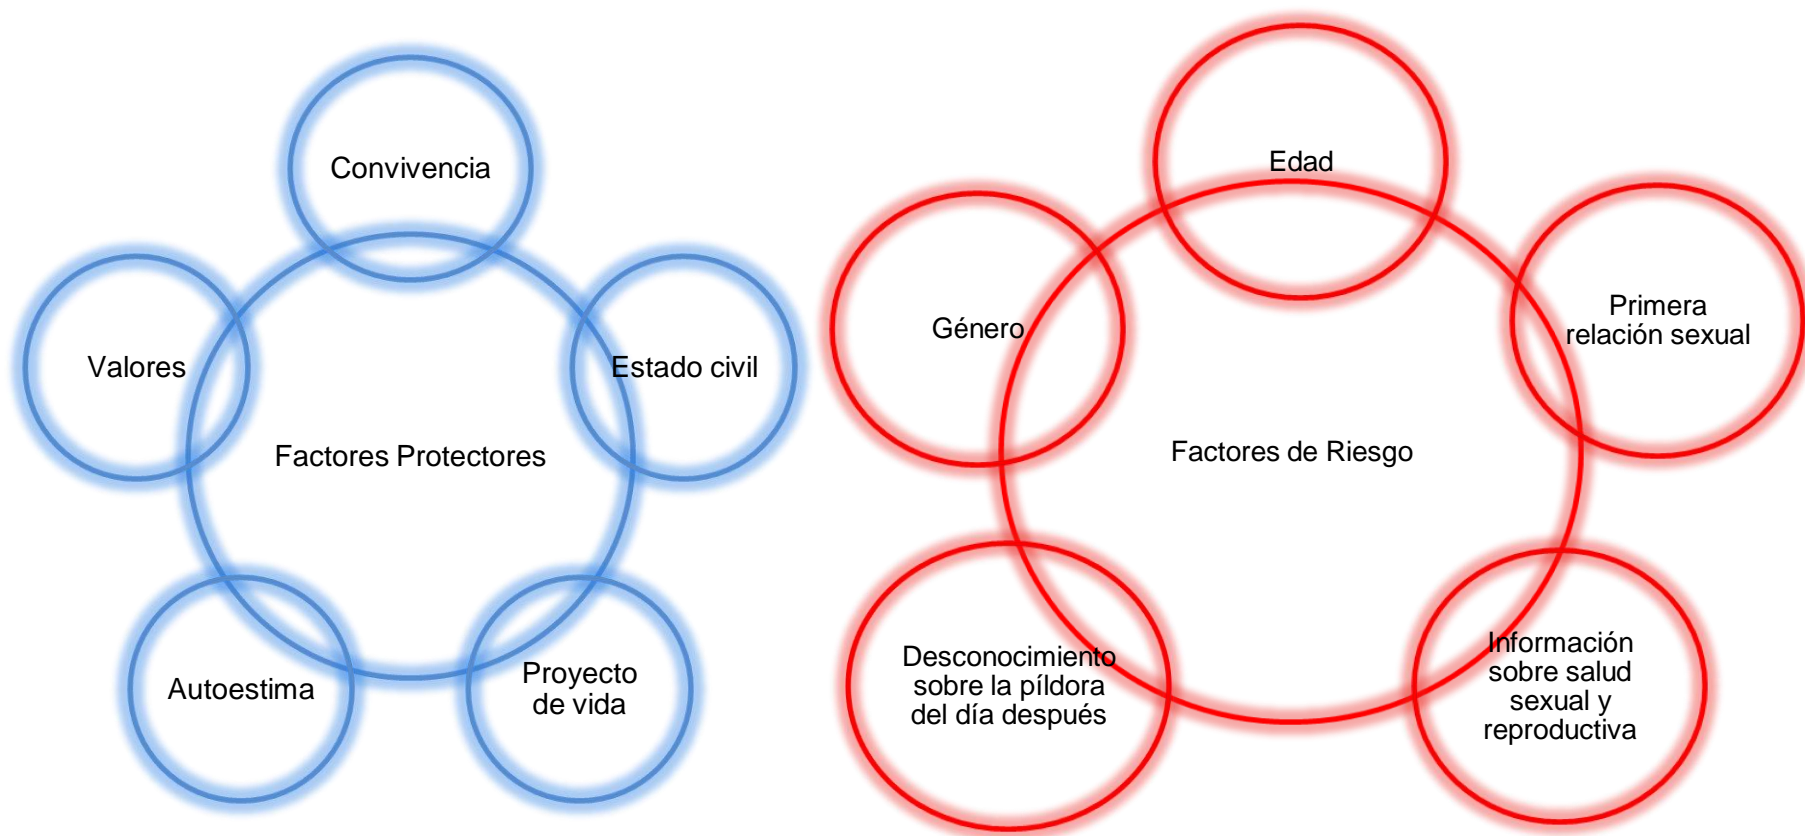 Convivencia
Valores
Estado civil
Factores Protectores
Autoestima
Proyecto
de vida
Edad
Género
Primera
relación sexual
Factores de Riesgo
Desconocimiento
sobre la píldora
del día después
Información
sobre salud
sexual y
reproductiva